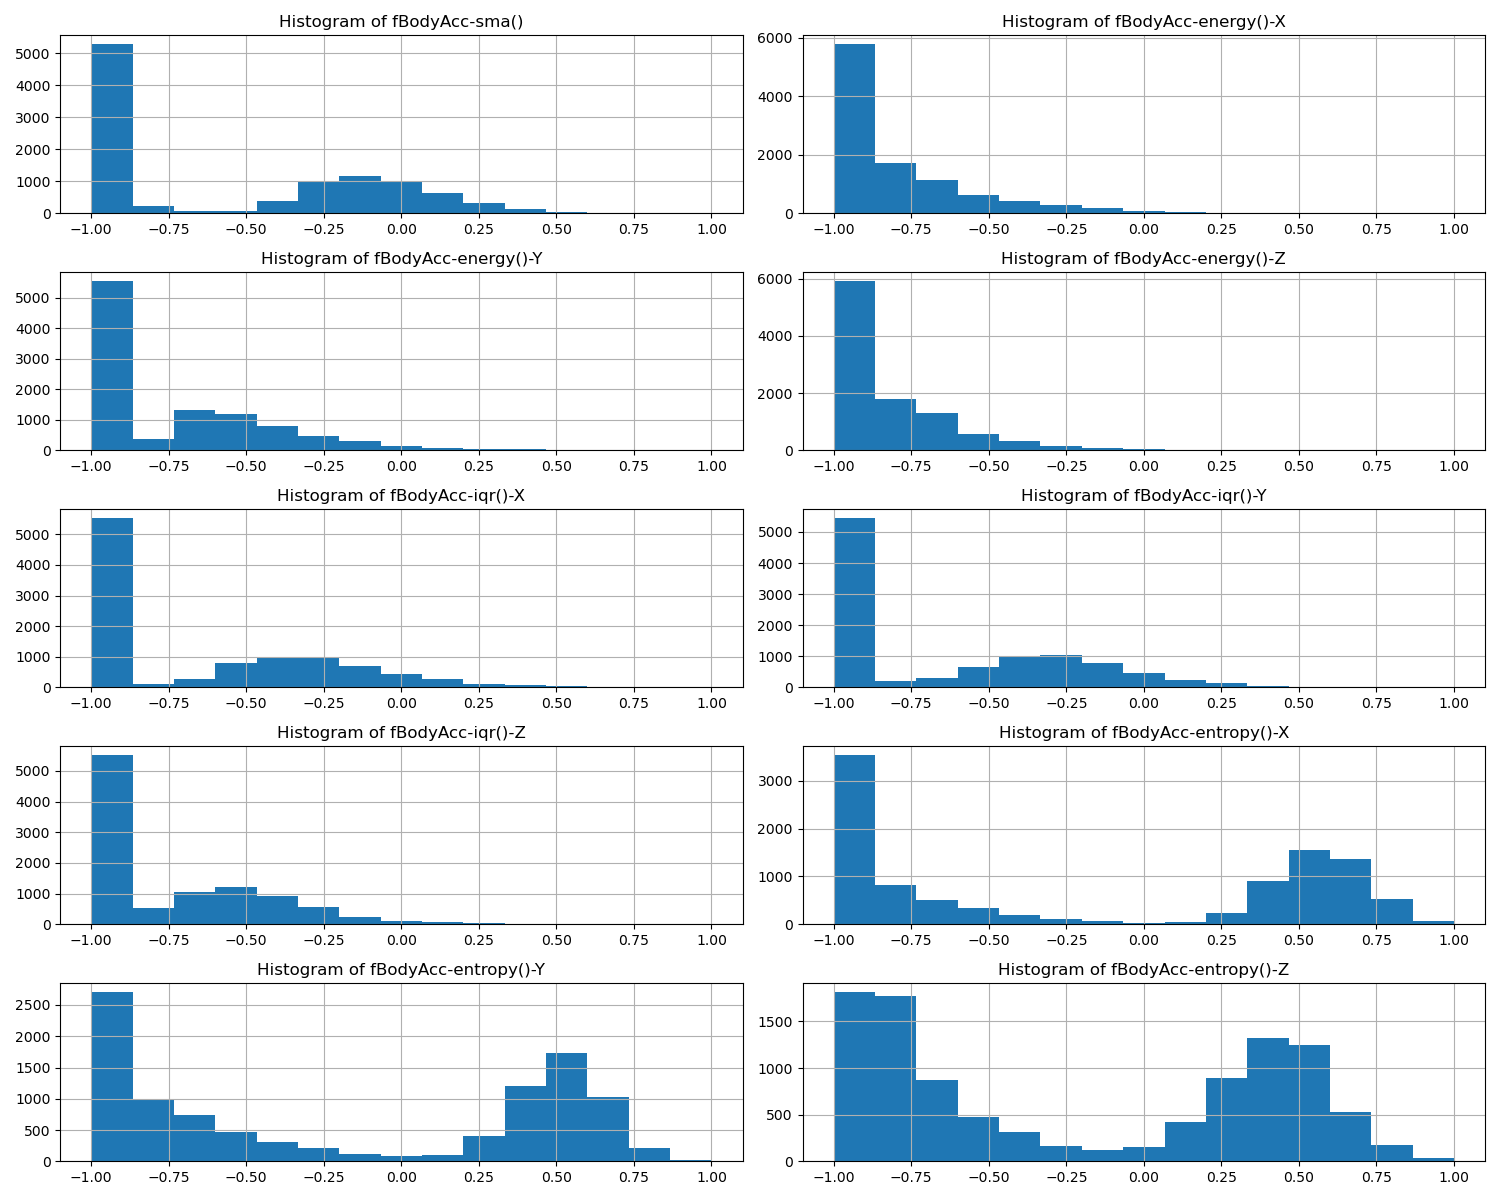 Histogram of fBodyAcc-sma()
5000
4000
3000
2000
1000
0
−1.00 −0.75 −0.50 −0.25 0.00 0.25 0.50 0.75 1.00
Histogram of fBodyAcc-energy()-X
6000
4000
2000
0
−1.00 −0.75 −0.50 −0.25 0.00 0.25 0.50 0.75 1.00
Histogram of fBodyAcc-energy()-Y
5000
4000
3000
2000
1000
0
−1.00 −0.75 −0.50 −0.25 0.00 0.25 0.50 0.75 1.00
Histogram of fBodyAcc-energy()-Z
6000
4000
2000
0
−1.00 −0.75 −0.50 −0.25 0.00 0.25 0.50 0.75 1.00
Histogram of fBodyAcc-iqr()-X
5000
4000
3000
2000
1000
0
−1.00 −0.75 −0.50 −0.25 0.00 0.25 0.50 0.75 1.00
Histogram of fBodyAcc-iqr()-Y
5000
4000
3000
2000
1000
0
−1.00 −0.75 −0.50 −0.25 0.00 0.25 0.50 0.75 1.00
Histogram of fBodyAcc-iqr()-Z
5000
4000
3000
2000
1000
0
−1.00 −0.75 −0.50 −0.25 0.00 0.25 0.50 0.75 1.00
Histogram of fBodyAcc-entropy()-X
3000
2000
1000
0
−1.00 −0.75 −0.50 −0.25 0.00 0.25 0.50 0.75 1.00
Histogram of fBodyAcc-entropy()-Y
2500
2000
1500
1000
500
0
−1.00 −0.75 −0.50 −0.25 0.00 0.25 0.50 0.75 1.00
Histogram of fBodyAcc-entropy()-Z
1500
1000
500
0
−1.00 −0.75 −0.50 −0.25 0.00 0.25 0.50 0.75 1.00